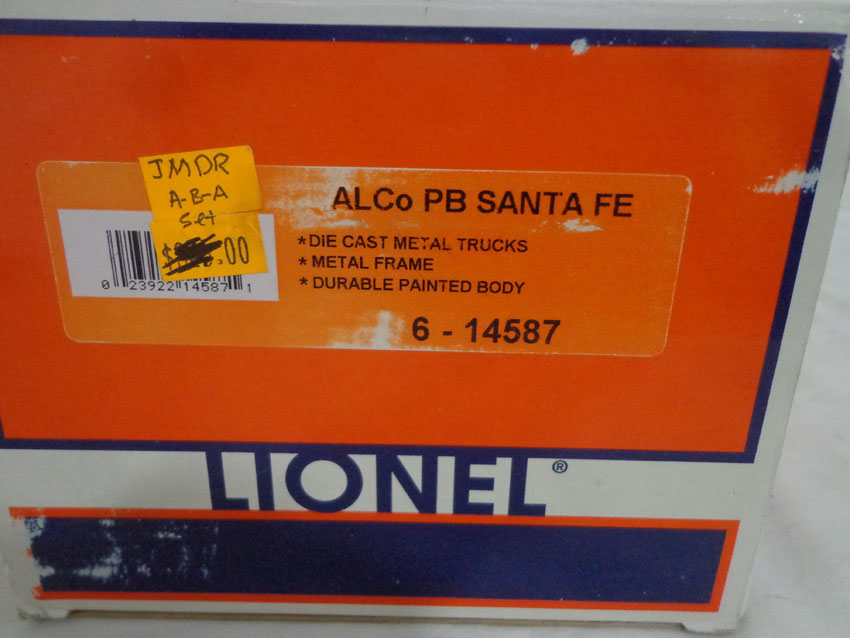 JMDR
A-B-A
Set
$ .00
ALCo PB SANTA FE
*DIE CAST METAL TRUCKS
* METAL FRAME
* DURABLE PAINTED BODY
0 23922 14587 1
6 - 14587
LIONEL®